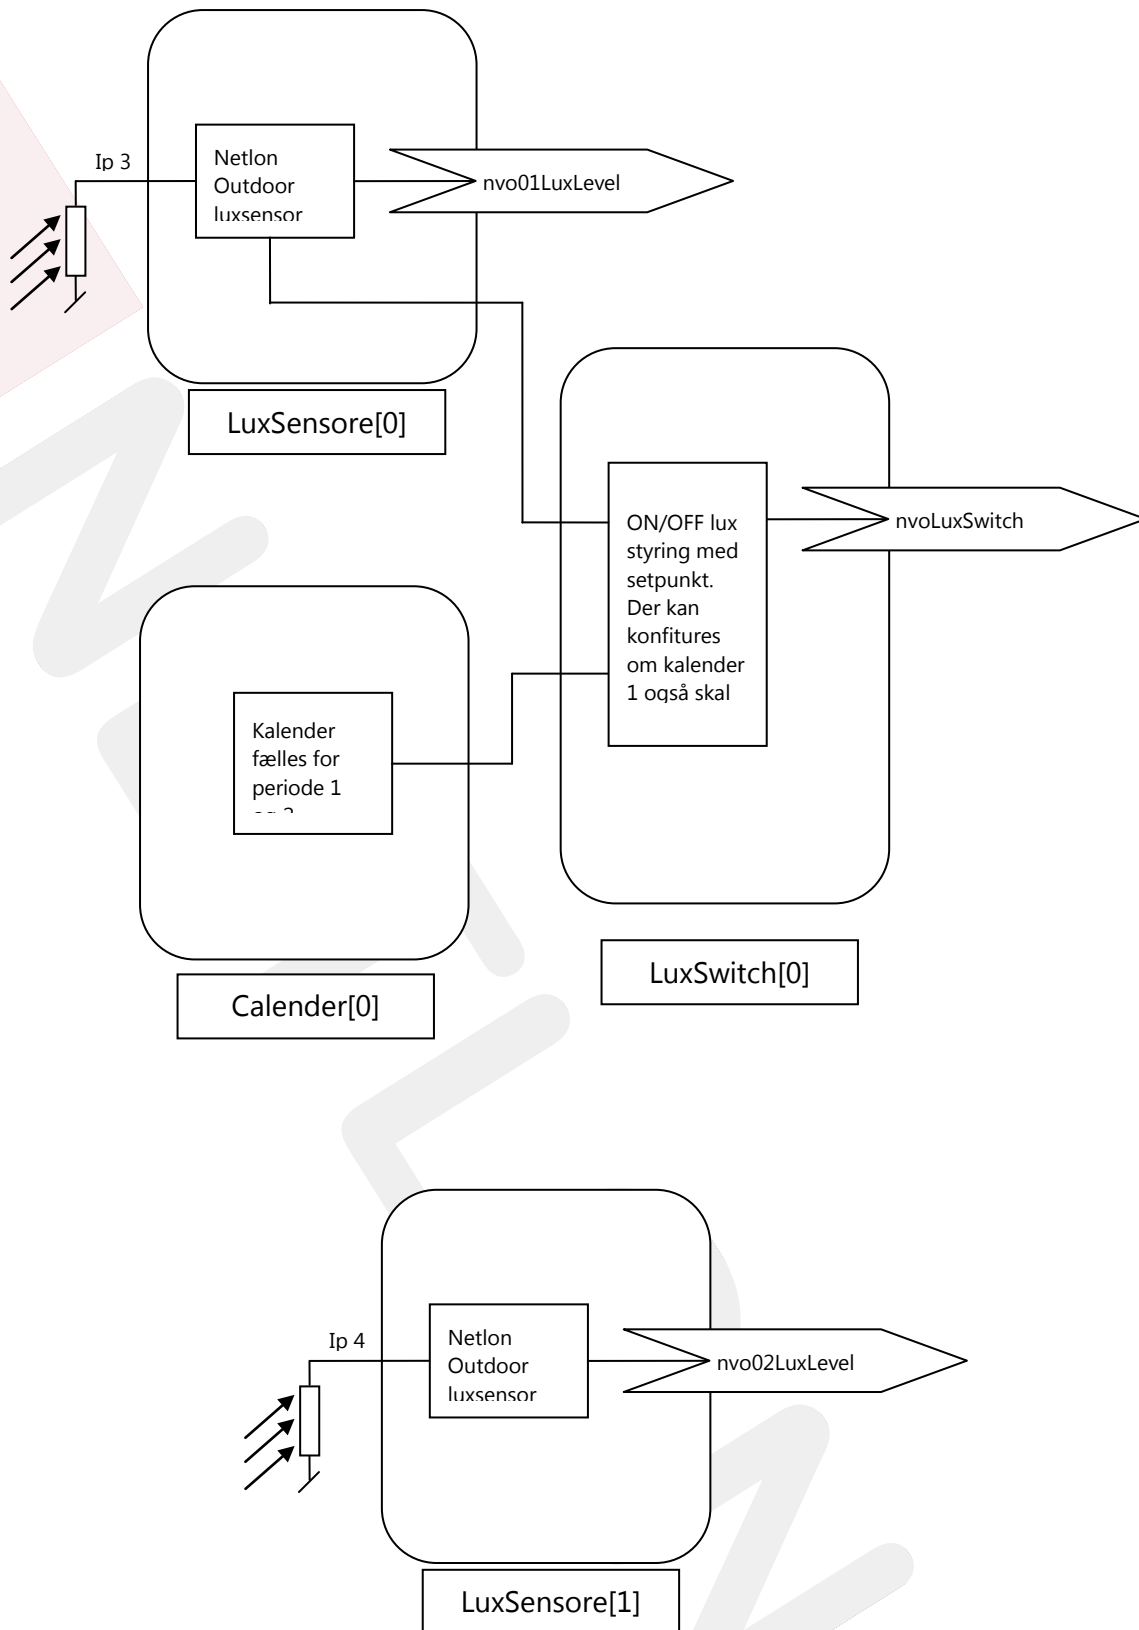 Ip 3
Netlon
Outdoor
luxsensor
nvo01LuxLevel
LuxSensore[0]
ON/OFF lux
styring med
setpunkt.
Der kan
konfitures
om kalender
1 også skal
nvoLuxSwitch
Kalender
fælles for
periode 1
LuxSwitch[0]
Calender[0]
Ip 4
Netlon
Outdoor
luxsensor
nvo02LuxLevel
LuxSensore[1]